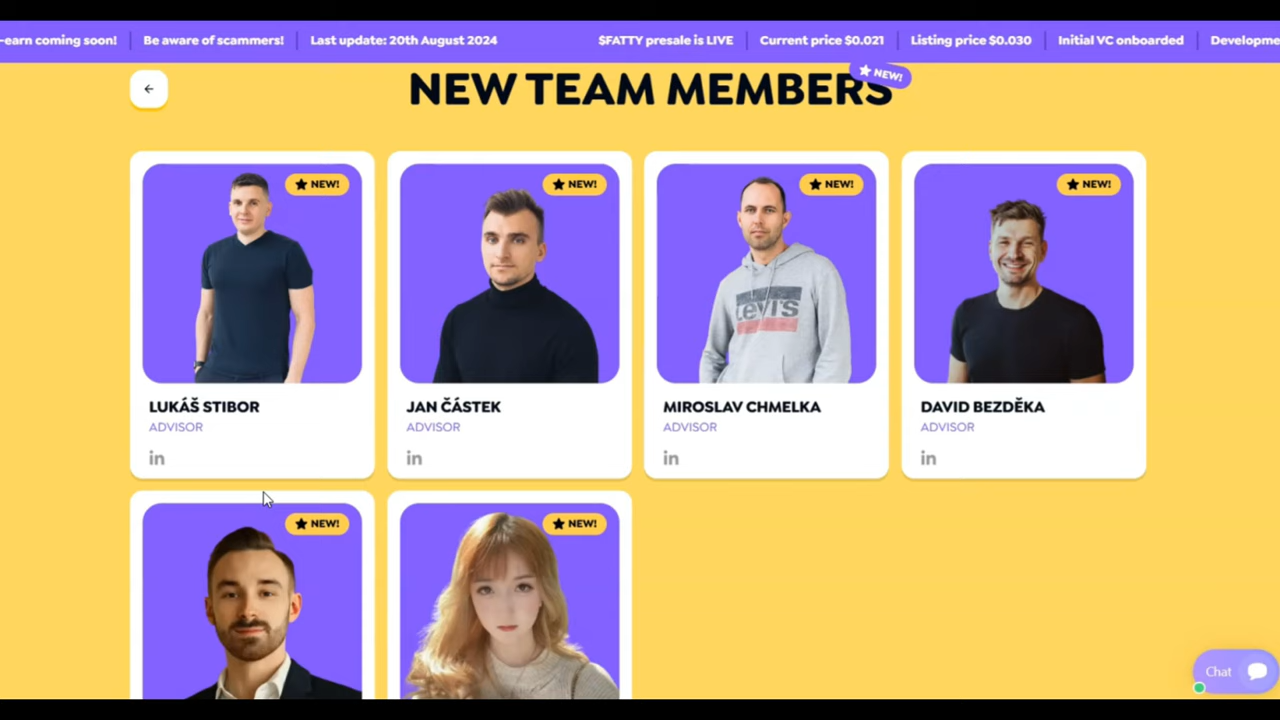 -earn coming soon! Be aware of scammers! Last update: 20th August 2024 $FATTY presale is LIVE Current price $0.021 Listing price $0.030 Initial VC onboarded Developme
NEW TEAM MEMBERS
NEW!
NEW!
NEW!
NEW!
NEW!
Levi's
LUKÁŠ STIBOR
ADVISOR
in
JAN ČÁSTEK
ADVISOR
in
MIROSLAV CHMELKA
ADVISOR
in
DAVID BEZDĚKA
ADVISOR
in
NEW!
NEW!
Chat